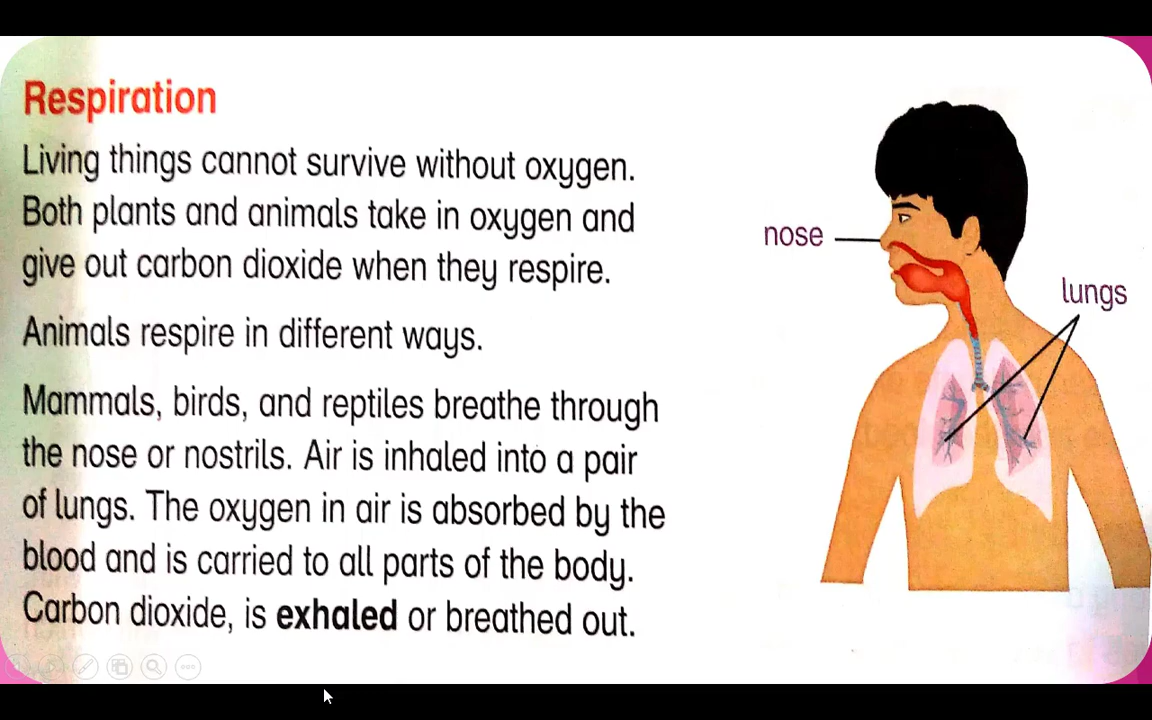 Respiration
Living things cannot survive without oxygen.
Both plants and animals take in oxygen and
give out carbon dioxide when they respire.
Animals respire in different ways.
Mammals, birds, and reptiles breathe through
the nose or nostrils. Air is inhaled into a pair
of lungs. The oxygen in air is absorbed by the
blood and is carried to all parts of the body.
Carbon dioxide, is exhaled or breathed out.
nose
lungs